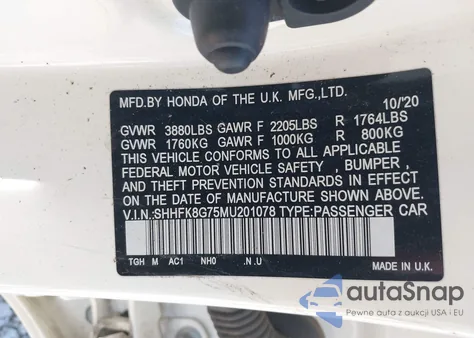 MFD.BY HONDA OF THE U.K. MFG.,LTD. 10/'20
GVWR 3880LBS GAWR F 2205LBS R 1764LBS
GVWR 1760KG GAWR F 1000KG R 800KG
THIS VEHICLE CONFORMS TO ALL APPLICABLE
FEDERAL MOTOR VEHICLE SAFETY , BUMPER ,
AND THEFT PREVENTION STANDARDS IN EFFECT
ON THE DATE OF MANUFACTURE SHOWN ABOVE.
V.I.N.:SHHFK8G75MU201078 TYPE:PASSENGER CAR
TGH M AC1 NH0 .N.U MADE IN U.K.
autoSnap
Pewne auta z aukcji USA i EU